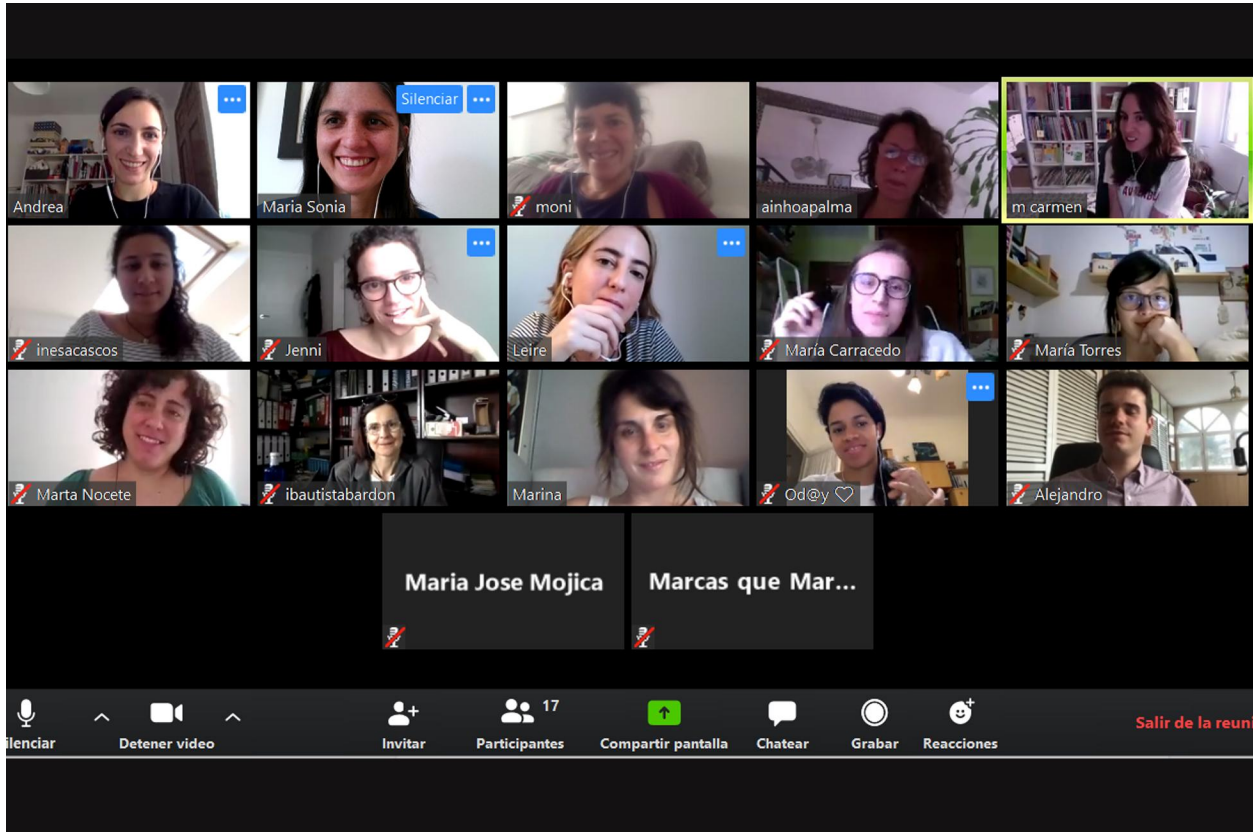 Andrea
Silenciar
Maria Sonia
moni
ainhoapalma
m carmen
inesacascos
Jenni
Leire
María Carracedo
María Torres
Marta Nocete
ibautistabardon
Marina
Od@y ♡
Alejandro
Maria Jose Mojica
Marcas que Mar...
ilenciar
Detener video
Invitar
17
Participantes
Compartir pantalla
Chatear
Grabar
Reacciones
Salir de la reuni